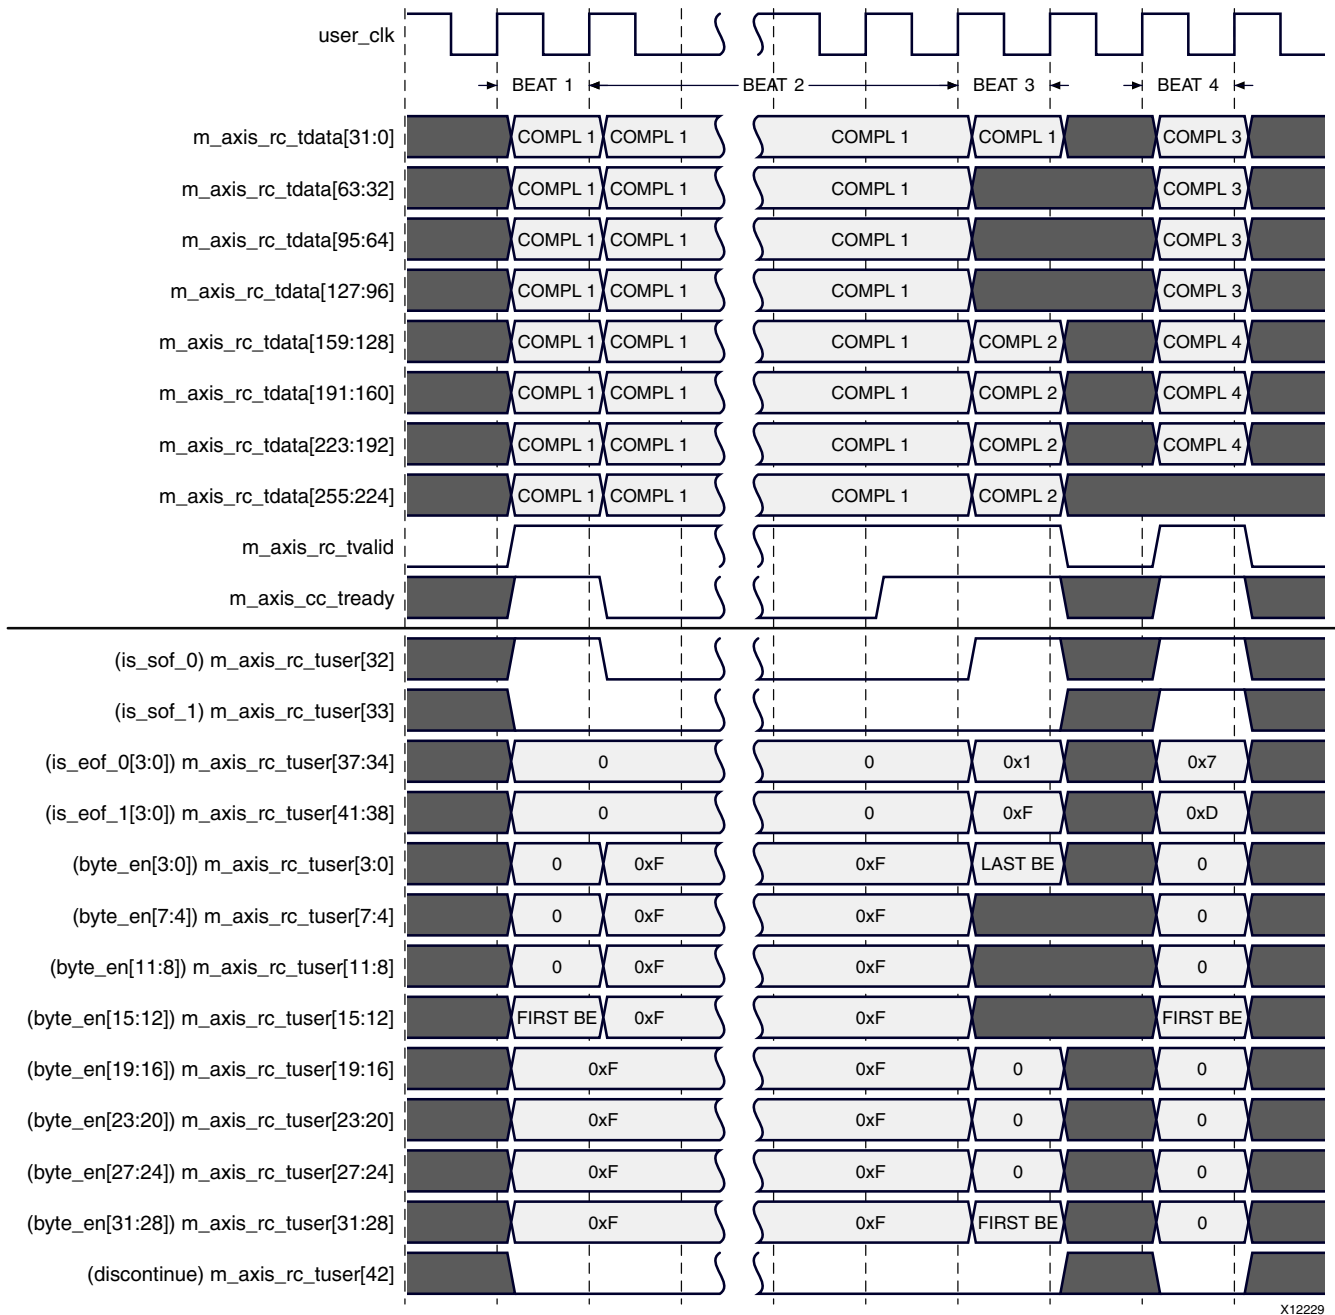 user_clk
BEAT 1 BEAT 2 BEAT 3 BEAT 4
m_axis_rc_tdata[31:0] COMPL 1 COMPL 1 COMPL 1 COMPL 1 COMPL 3
m_axis_rc_tdata[63:32] COMPL 1 COMPL 1 COMPL 1 COMPL 3
m_axis_rc_tdata[95:64] COMPL 1 COMPL 1 COMPL 1 COMPL 3
m_axis_rc_tdata[127:96] COMPL 1 COMPL 1 COMPL 1 COMPL 3
m_axis_rc_tdata[159:128] COMPL 1 COMPL 1 COMPL 1 COMPL 2 COMPL 4
m_axis_rc_tdata[191:160] COMPL 1 COMPL 1 COMPL 1 COMPL 2 COMPL 4
m_axis_rc_tdata[223:192] COMPL 1 COMPL 1 COMPL 1 COMPL 2 COMPL 4
m_axis_rc_tdata[255:224] COMPL 1 COMPL 1 COMPL 1 COMPL 2
m_axis_rc_tvalid
m_axis_cc_tready
(is_sof_0) m_axis_rc_tuser[32]
(is_sof_1) m_axis_rc_tuser[33]
(is_eof_0[3:0]) m_axis_rc_tuser[37:34] 0 0 0x1 0x7
(is_eof_1[3:0]) m_axis_rc_tuser[41:38] 0 0 0xF 0xD
(byte_en[3:0]) m_axis_rc_tuser[3:0] 0 0xF 0xF LAST BE 0
(byte_en[7:4]) m_axis_rc_tuser[7:4] 0 0xF 0xF 0
(byte_en[11:8]) m_axis_rc_tuser[11:8] 0 0xF 0xF 0
(byte_en[15:12]) m_axis_rc_tuser[15:12] FIRST BE 0xF 0xF FIRST BE
(byte_en[19:16]) m_axis_rc_tuser[19:16] 0xF 0xF 0 0
(byte_en[23:20]) m_axis_rc_tuser[23:20] 0xF 0xF 0 0
(byte_en[27:24]) m_axis_rc_tuser[27:24] 0xF 0xF 0 0
(byte_en[31:28]) m_axis_rc_tuser[31:28] 0xF 0xF FIRST BE 0
(discontinue) m_axis_rc_tuser[42]
X12229